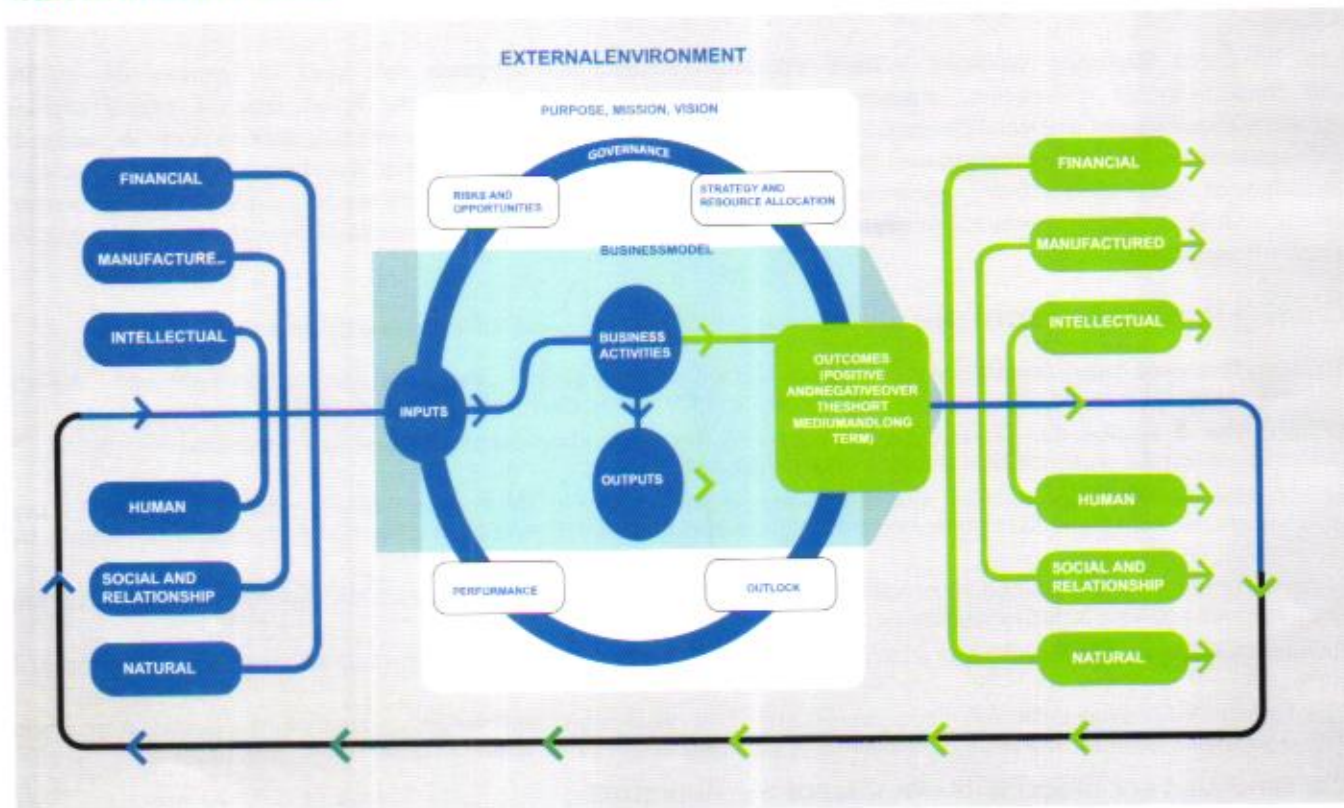 EXTERNALENVIRONMENT
PURPOSE, MISSION, VISION
GOVERNANCE
RISKS AND
OPPORTUNITIES
STRATEGY AND
RESOURCE ALLOCATION
BUSINESSMODEL
FINANCIAL
MANUFACTURE...
INTELLECTUAL
HUMAN
SOCIAL AND
RELATIONSHIP
NATURAL
INPUTS
BUSINESS
ACTIVITIES
OUTPUTS
OUTCOMES
(POSITIVE
ANDNEGATIVEOVER
THESHORT
MEDIUMANDLONG
TERM)
PERFORMANCE
OUTLOCK
FINANCIAL
MANUFACTURED
INTELLECTUAL
HUMAN
SOCIAL AND
RELATIONSHIP
NATURAL